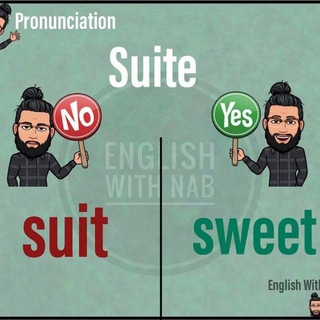 Pronunciation
Suite
No
Yes
ENGLISH
WITH NAB
suit
sweet
English With